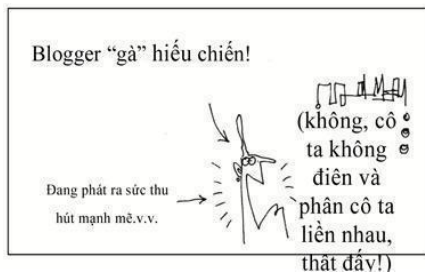 Blogger “gà” hiếu chiến!
(không, cô
ta không
điên và
phân cô ta
liền nhau,
thật đấy!)
Đang phát ra sức thu
hút mạnh mẽ.v.v.